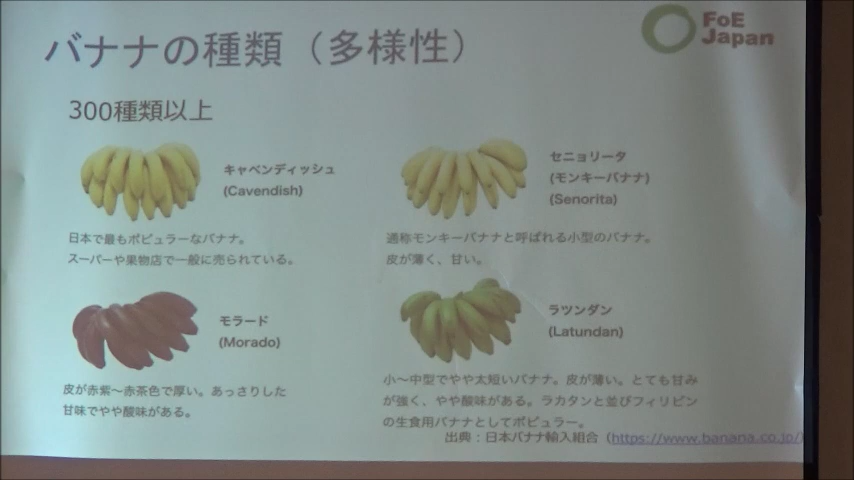 バナナの種類（多様性）
FoE
Japan
300種類以上
キャベンディッシュ
(Cavendish)
日本で最もポピュラーなバナナ。
スーパーや果物店で一般に売られている。
セニョリータ
(モンキーバナナ)
(Senorita)
通称モンキーバナナと呼ばれる小型のバナナ。
皮が薄く、甘い。
モラード
(Morado)
皮が赤紫〜赤茶色で厚い。あっさりした
甘味でやや酸味がある。
ラツンダン
(Latundan)
小〜中型でやや太短いバナナ。皮が薄い。とても甘み
が強く、やや酸味がある。ラカタンと並びフィリピン
の生食用バナナとしてポピュラー。
出典：日本バナナ輸入組合（https://www.banana.co.jp/）